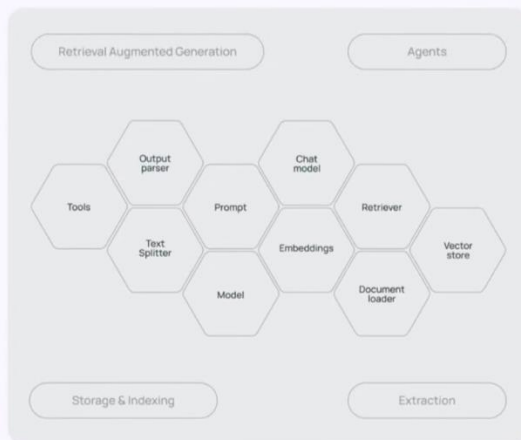 Retrieval Augmented Generation
Agents
Output
parser
Chat
model
Tools
Prompt
Retriever
Text
Splitter
Embeddings
Vector
store
Model
Document
loader
Storage & Indexing
Extraction